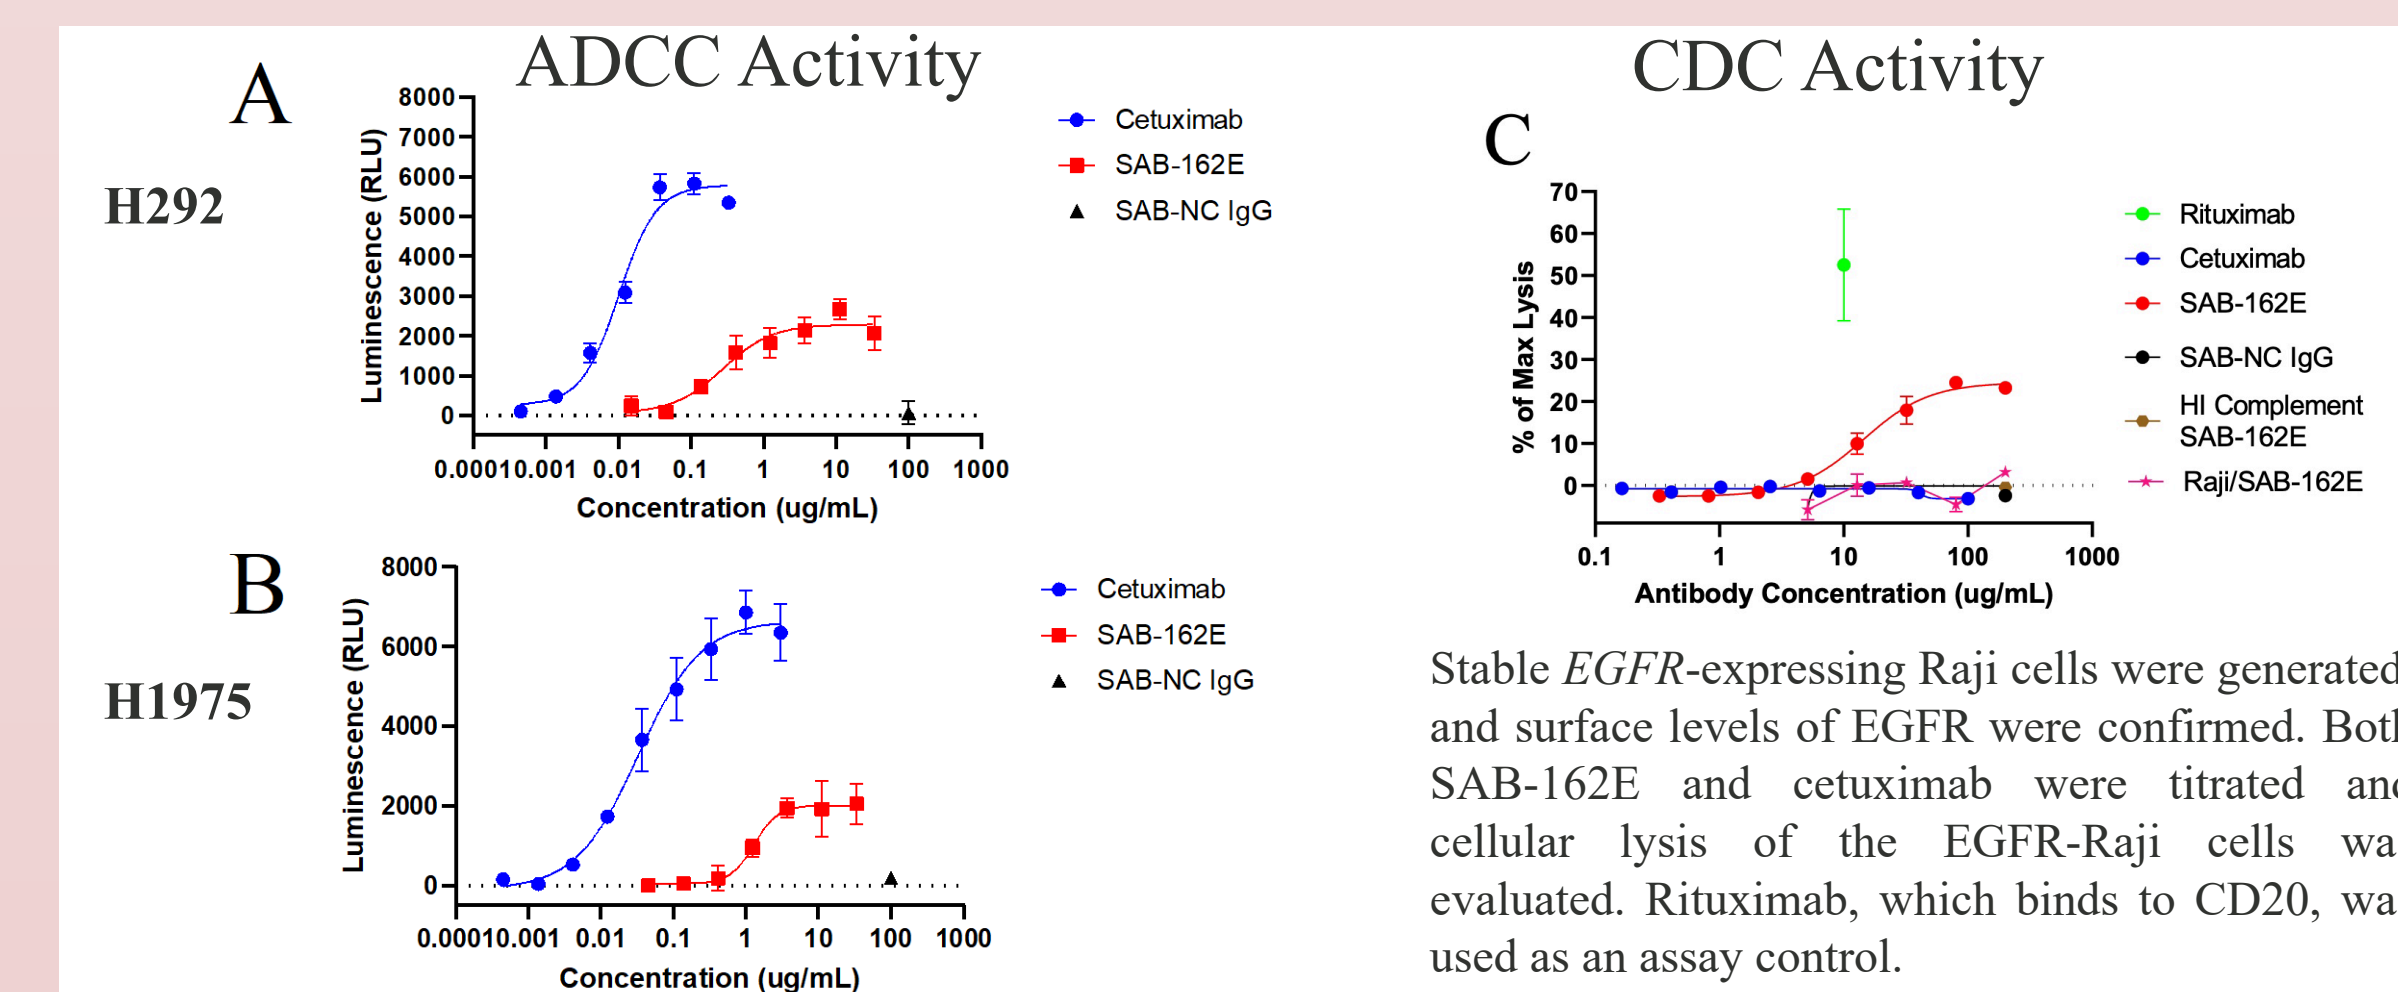 ADCC Activity
A
H292
8000
7000
6000
5000
4000
3000
2000
1000
0
Luminescence (RLU)
0.0001
0.001
0.01
0.1
1
10
100
1000
Concentration (ug/mL)
Cetuximab
SAB-162E
SAB-NC IgG
B
H1975
8000
6000
4000
2000
0
Luminescence (RLU)
0.0001
0.001
0.01
0.1
1
10
100
1000
Concentration (ug/mL)
Cetuximab
SAB-162E
SAB-NC IgG
CDC Activity
C
70
60
50
40
30
20
10
0
% of Max Lysis
0.1
1
10
100
1000
Antibody Concentration (ug/mL)
Rituximab
Cetuximab
SAB-162E
SAB-NC IgG
HI Complement
SAB-162E
Raji/SAB-162E
Stable EGFR-expressing Raji cells were generated
and surface levels of EGFR were confirmed. Both
SAB-162E and cetuximab were titrated and
cellular lysis of the EGFR-Raji cells wa
evaluated. Rituximab, which binds to CD20, wa
used as an assay control.